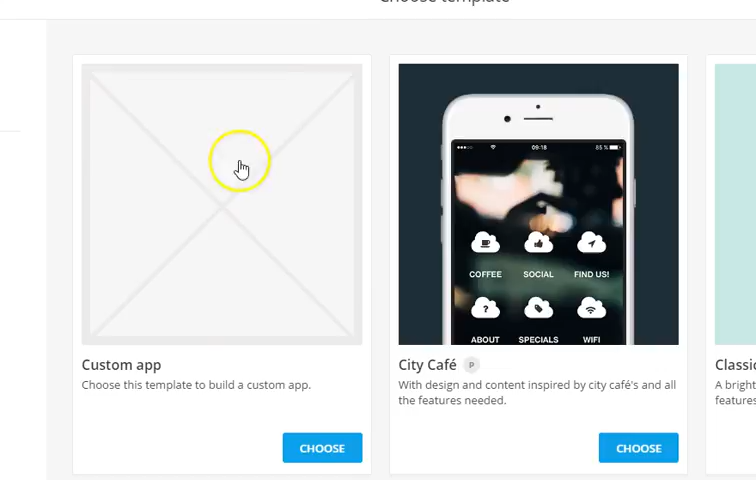 Choose template
09:18
85 %
COFFEE
SOCIAL
FIND US!
?
ABOUT
SPECIALS
WIFI
Custom app
Choose this template to build a custom app.
CHOOSE
City Café P
With design and content inspired by city café's and all
the features needed.
CHOOSE
Classic
A bright
features